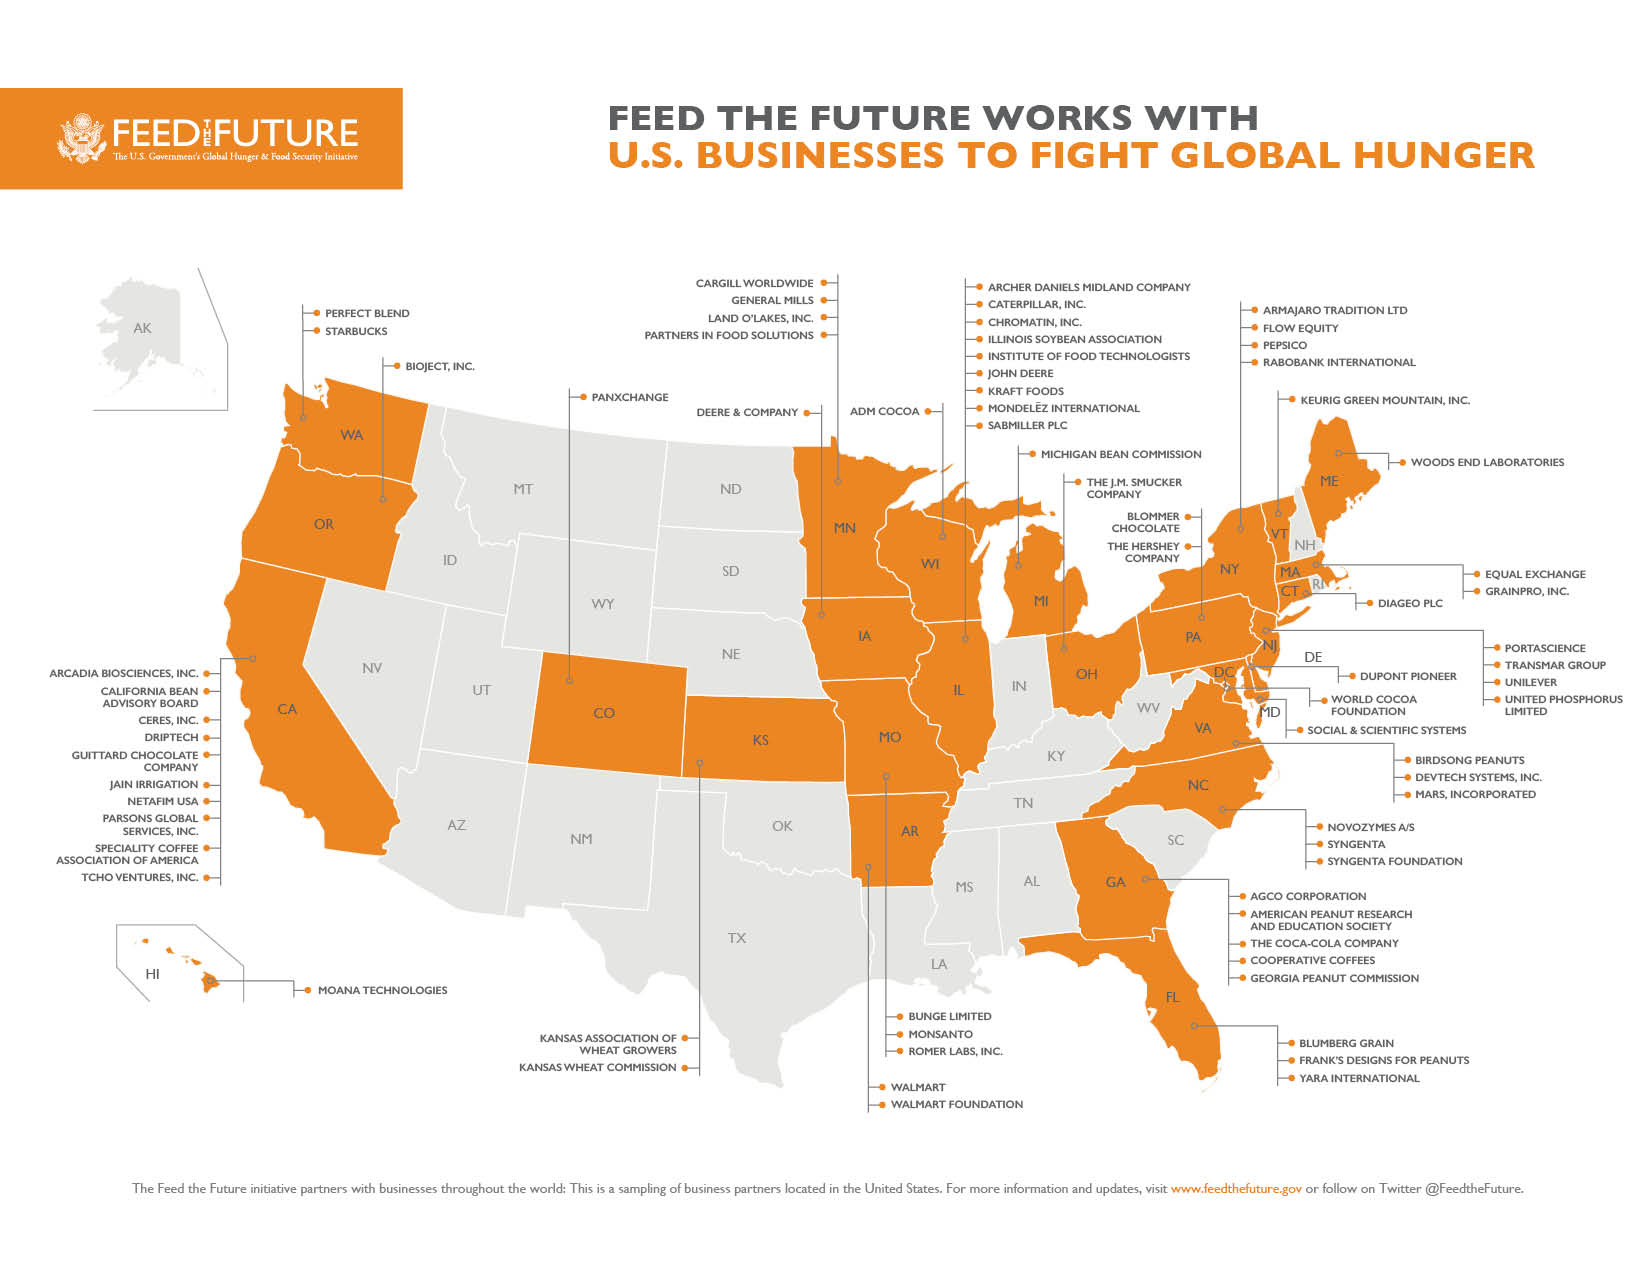 FEED THE FUTURE
The U.S. Government's Global Hunger & Food Security Initiative
FEED THE FUTURE WORKS WITH
U.S. BUSINESSES TO FIGHT GLOBAL HUNGER
AK
PERFECT BLEND
STARBUCKS
BIOJECT, INC.
PANXCHANGE
CARGILL WORLDWIDE
GENERAL MILLS
LAND O'LAKES, INC.
PARTNERS IN FOOD SOLUTIONS
DEERE & COMPANY
ADM COCOA
ARCHER DANIELS MIDLAND COMPANY
CATERPILLAR, INC.
CHROMATIN, INC.
ILLINOIS SOYBEAN ASSOCIATION
INSTITUTE OF FOOD TECHNOLOGISTS
JOHN DEERE
KRAFT FOODS
MONDELĒZ INTERNATIONAL
SABMILLER PLC
MICHIGAN BEAN COMMISSION
THE J.M. SMUCKER
COMPANY
BLOMMER
CHOCOLATE
THE HERSHEY
COMPANY
ARMAJARO TRADITION LTD
FLOW EQUITY
PEPSICO
RABOBANK INTERNATIONAL
KEURIG GREEN MOUNTAIN, INC.
WOODS END LABORATORIES
EQUAL EXCHANGE
GRAINPRO, INC.
DIAGEO PLC
PORTASCIENCE
TRANSMAR GROUP
UNILEVER
UNITED PHOSPHORUS
LIMITED
DUPONT PIONEER
WORLD COCOA
FOUNDATION
SOCIAL & SCIENTIFIC SYSTEMS
BIRDSONG PEANUTS
DEVTECH SYSTEMS, INC.
MARS, INCORPORATED
NOVOZYMES A/S
SYNGENTA
SYNGENTA FOUNDATION
AGCO CORPORATION
AMERICAN PEANUT RESEARCH
AND EDUCATION SOCIETY
THE COCA-COLA COMPANY
COOPERATIVE COFFEES
GEORGIA PEANUT COMMISSION
BLUMBERG GRAIN
FRANK'S DESIGNS FOR PEANUTS
YARA INTERNATIONAL
WA
OR
CA
MT
ID
WY
NV
UT
CO
AZ
NM
ND
SD
NE
KS
OK
TX
MN
IA
MO
AR
LA
WI
IL
MI
IN
OH
KY
TN
MS
AL
GA
FL
SC
NC
VA
WV
PA
NY
VT
NH
ME
MA
RI
CT
NJ
DE
DC
MD
ARCADIA BIOSCIENCES, INC.
CALIFORNIA BEAN
ADVISORY BOARD
CERES, INC.
DRIPTECH
GUITTARD CHOCOLATE
COMPANY
JAIN IRRIGATION
NETAFIM USA
PARSONS GLOBAL
SERVICES, INC.
SPECIALITY COFFEE
ASSOCIATION OF AMERICA
TCHO VENTURES, INC.
HI
MOANA TECHNOLOGIES
KANSAS ASSOCIATION OF
WHEAT GROWERS
KANSAS WHEAT COMMISSION
BUNGE LIMITED
MONSANTO
ROMER LABS, INC.
WALMART
WALMART FOUNDATION
The Feed the Future initiative partners with businesses throughout the world: This is a sampling of business partners located in the United States. For more information and updates, visit www.feedthefuture.gov or follow on Twitter @FeedtheFuture.